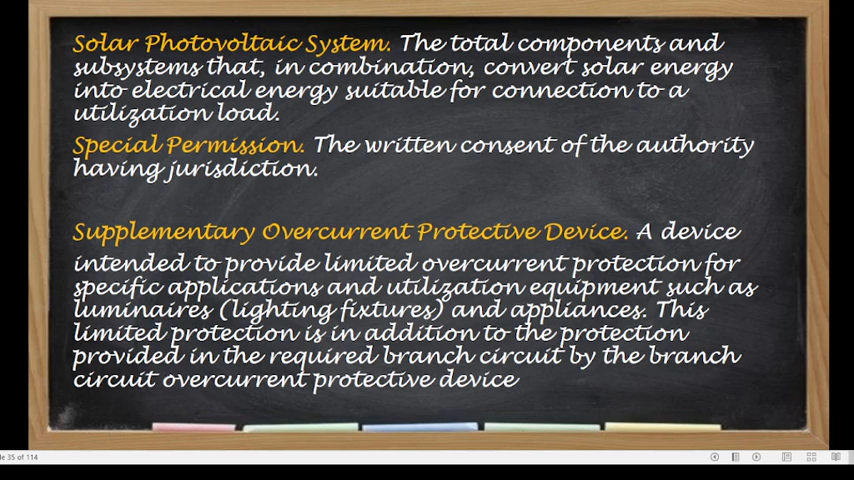 Solar Photovoltaic System. The total components and
subsystems that, in combination, convert solar energy
into electrical energy suitable for connection to a
utilization load.
Special Permission. The written consent of the authority
having jurisdiction.
Supplementary Overcurrent Protective Device. A device
intended to provide limited overcurrent protection for
specific applications and utilization equipment such as
luminaires (lighting fixtures) and appliances. This
limited protection is in addition to the protection
provided in the required branch circuit by the branch
circuit overcurrent protective device
de 35 of 114